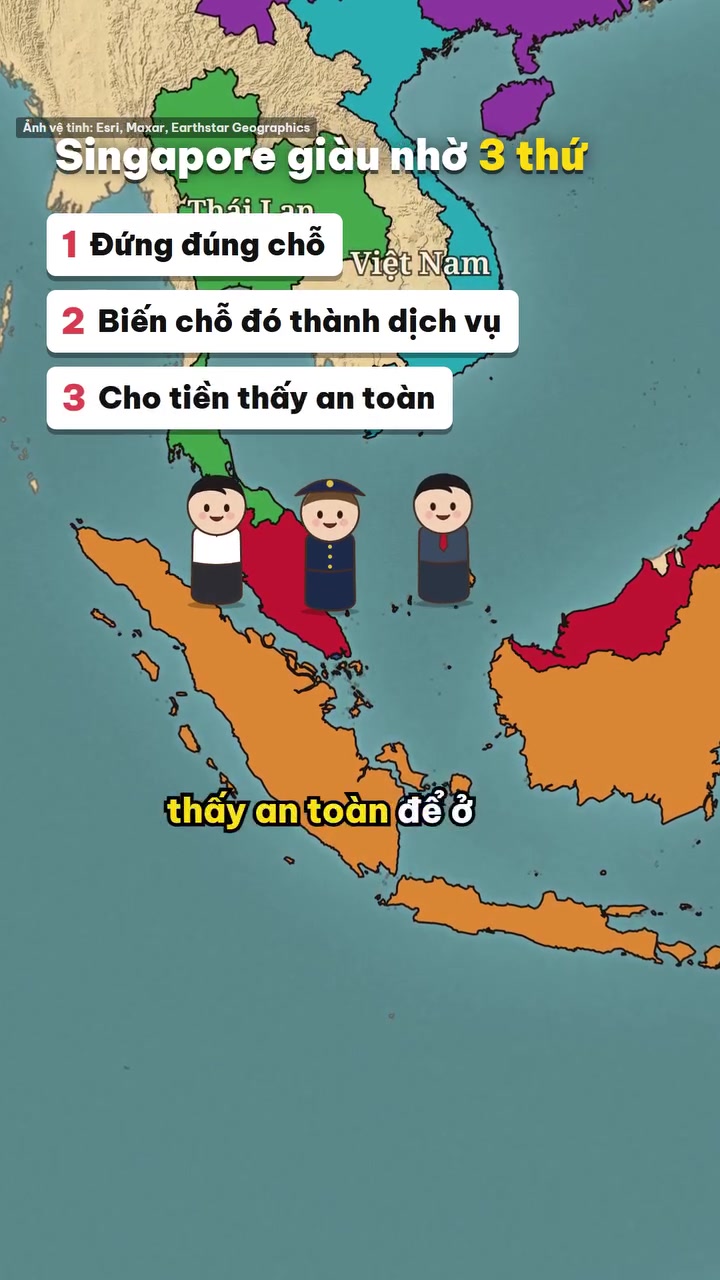 Ảnh vệ tinh: Esri, Maxar, Earthstar Geographics
Singapore giàu nhờ 3 thứ
Thái Lan
1 Đứng đúng chỗ
Việt Nam
2 Biến chỗ đó thành dịch vụ
3 Cho tiền thấy an toàn
thấy an toàn để ở